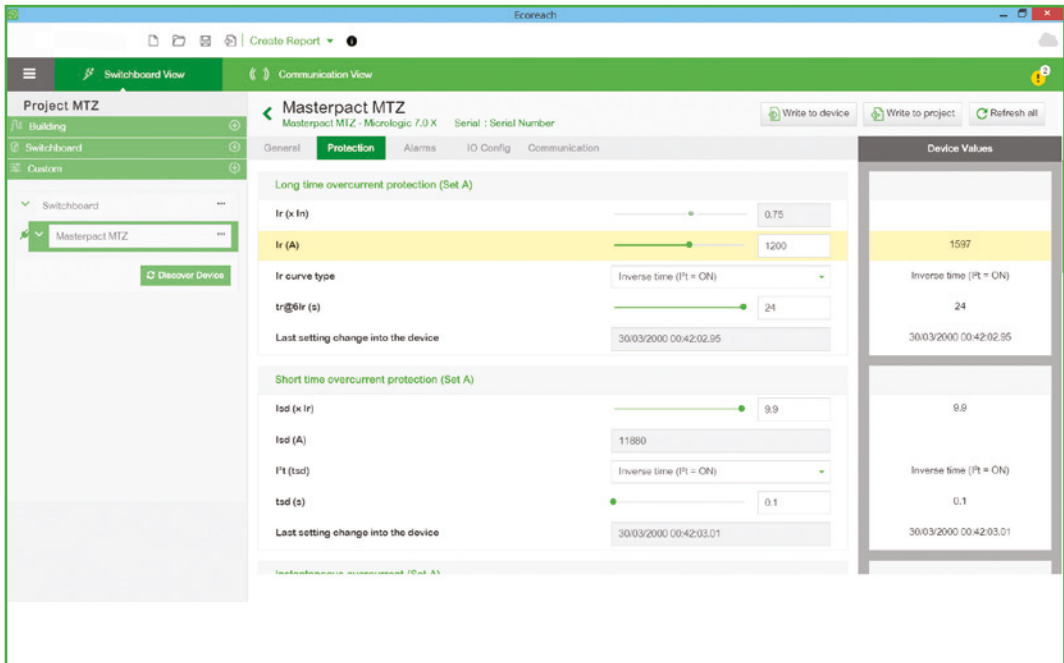 Ecoreach
Create Report
Switchboard View
Communication View
2
Project MTZ
Building
Switchboard
Custom
Switchboard
Masterpact MTZ
Discover Device
Masterpact MTZ
Masterpact MTZ - Micrologic 7.0 X Serial : Serial Number
Write to device
Write to project
Refresh all
General Protection Alarms IO Config Communication
Device Values
Long time overcurrent protection (Set A)
Ir (x In) 0.75
Ir (A) 1200 1597
Ir curve type Inverse time (I²t = ON) Inverse time (I²t = ON)
tr@6Ir (s) 24 24
Last setting change into the device 30/03/2000 00:42:02.95 30/03/2000 00:42:02.95
Short time overcurrent protection (Set A)
Isd (x Ir) 9.9 9.9
Isd (A) 11880
I²t (tsd) Inverse time (I²t = ON) Inverse time (I²t = ON)
tsd (s) 0.1 0.1
Last setting change into the device 30/03/2000 00:42:03.01 30/03/2000 00:42:03.01
Instantaneous overcurrent (Set A)